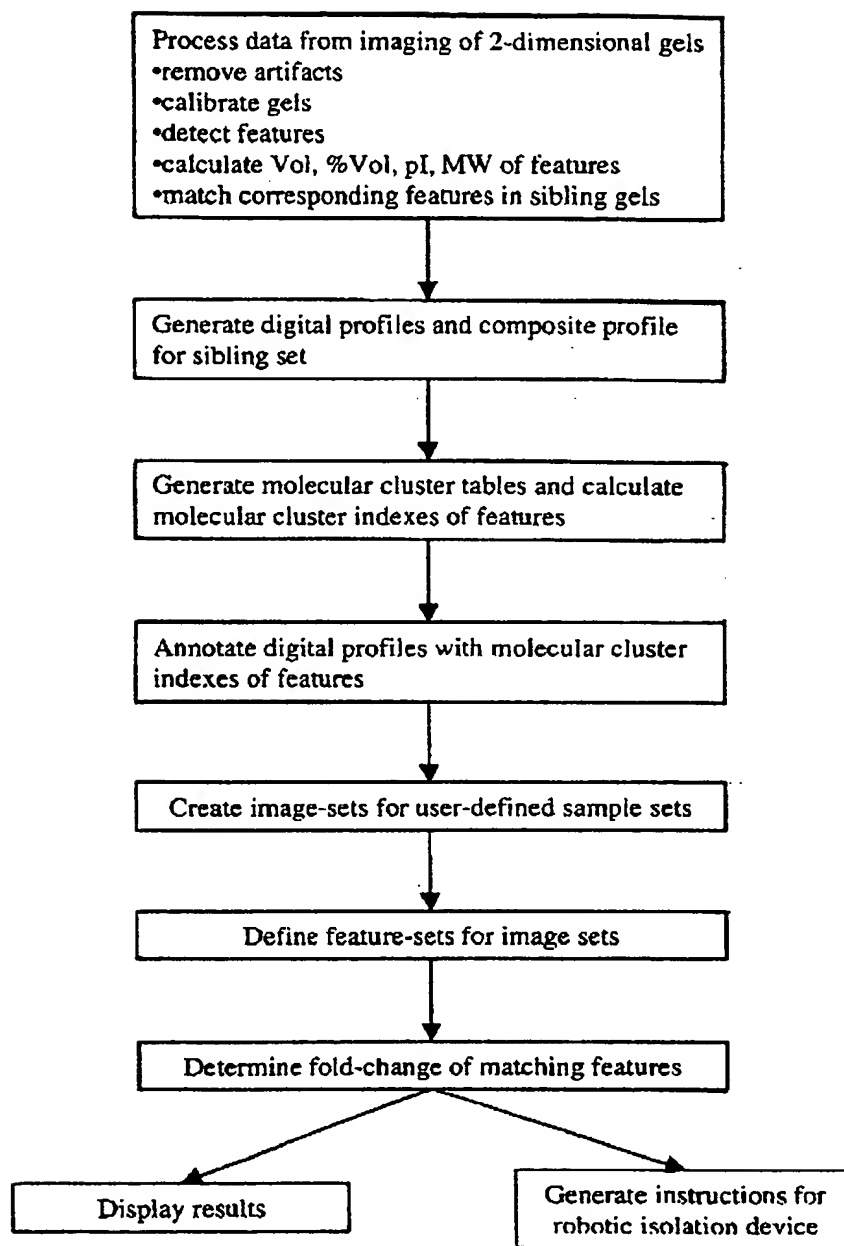 Process data from imaging of 2-dimensional gels
•remove artifacts
•calibrate gels
•detect features
•calculate Vol, %Vol, pI, MW of features
•match corresponding features in sibling gels
Generate digital profiles and composite profile
for sibling set
Generate molecular cluster tables and calculate
molecular cluster indexes of features
Annotate digital profiles with molecular cluster
indexes of features
Create image-sets for user-defined sample sets
Define feature-sets for image sets
Determine fold-change of matching features
Display results
Generate instructions for
robotic isolation device